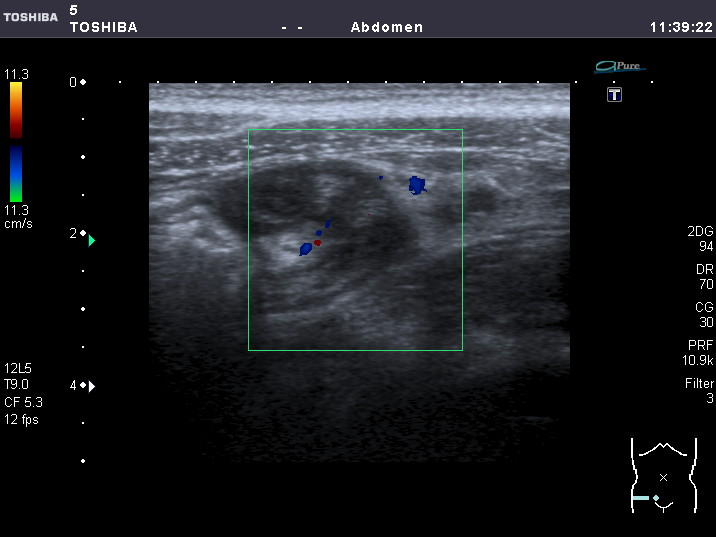 TOSHIBA
5
TOSHIBA - - Abdomen 11:39:22
Pure
T
11.3
11.3
cm/s
0
2
4
2DG
94
DR
70
CG
30
PRF
10.9k
Filter
3
12L5
T9.0
CF 5.3
12 fps